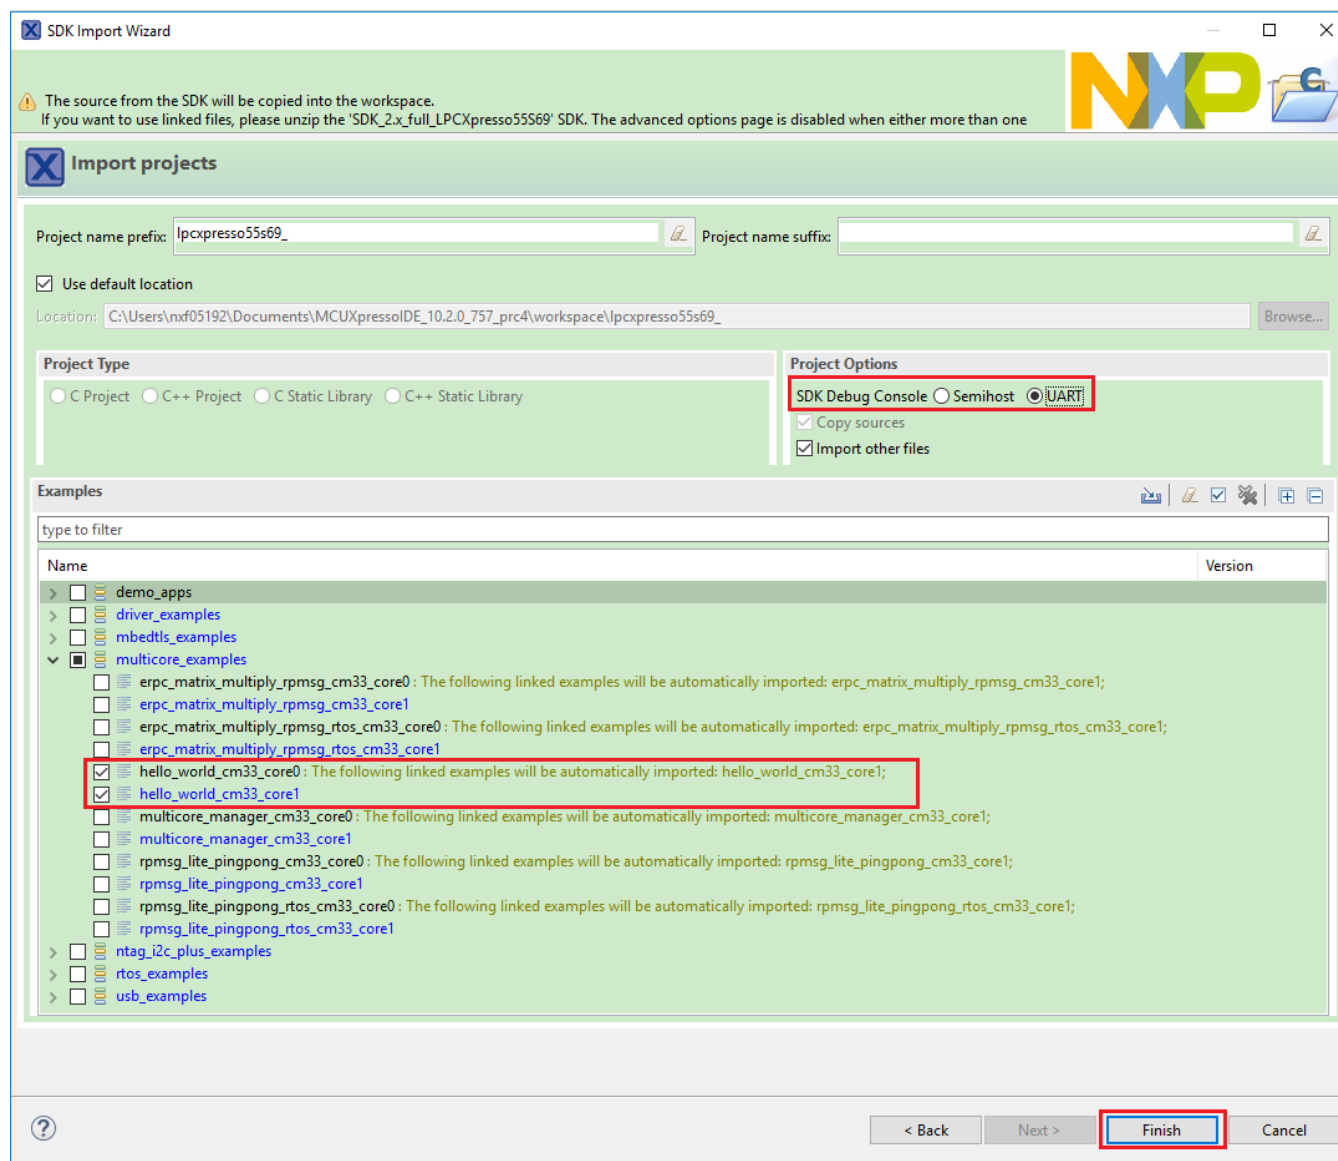 SDK Import Wizard
The source from the SDK will be copied into the workspace.
If you want to use linked files, please unzip the 'SDK_2.x_full_LPCXpresso55S69' SDK. The advanced options page is disabled when either more than one
NXP
C
Import projects
Project name prefix: lpcxpresso55s69_ Project name suffix:
Use default location
Location: C:\Users\nxf05192\Documents\MCUXpressoIDE_10.2.0_757_prc4\workspace\lpcxpresso55s69_ Browse...
Project Type Project Options
C Project C++ Project C Static Library C++ Static Library SDK Debug Console Semihost UART
Copy sources
Import other files
Examples
type to filter
Name Version
demo_apps
driver_examples
mbedtls_examples
multicore_examples
erpc_matrix_multiply_rpmsg_cm33_core0 : The following linked examples will be automatically imported: erpc_matrix_multiply_rpmsg_cm33_core1;
erpc_matrix_multiply_rpmsg_cm33_core1
erpc_matrix_multiply_rpmsg_rtos_cm33_core0 : The following linked examples will be automatically imported: erpc_matrix_multiply_rpmsg_rtos_cm33_core1;
erpc_matrix_multiply_rpmsg_rtos_cm33_core1
hello_world_cm33_core0 : The following linked examples will be automatically imported: hello_world_cm33_core1;
hello_world_cm33_core1
multicore_manager_cm33_core0 : The following linked examples will be automatically imported: multicore_manager_cm33_core1;
multicore_manager_cm33_core1
rpmsg_lite_pingpong_cm33_core0 : The following linked examples will be automatically imported: rpmsg_lite_pingpong_cm33_core1;
rpmsg_lite_pingpong_cm33_core1
rpmsg_lite_pingpong_rtos_cm33_core0 : The following linked examples will be automatically imported: rpmsg_lite_pingpong_rtos_cm33_core1;
rpmsg_lite_pingpong_rtos_cm33_core1
ntag_i2c_plus_examples
rtos_examples
usb_examples
? < Back Next > Finish Cancel